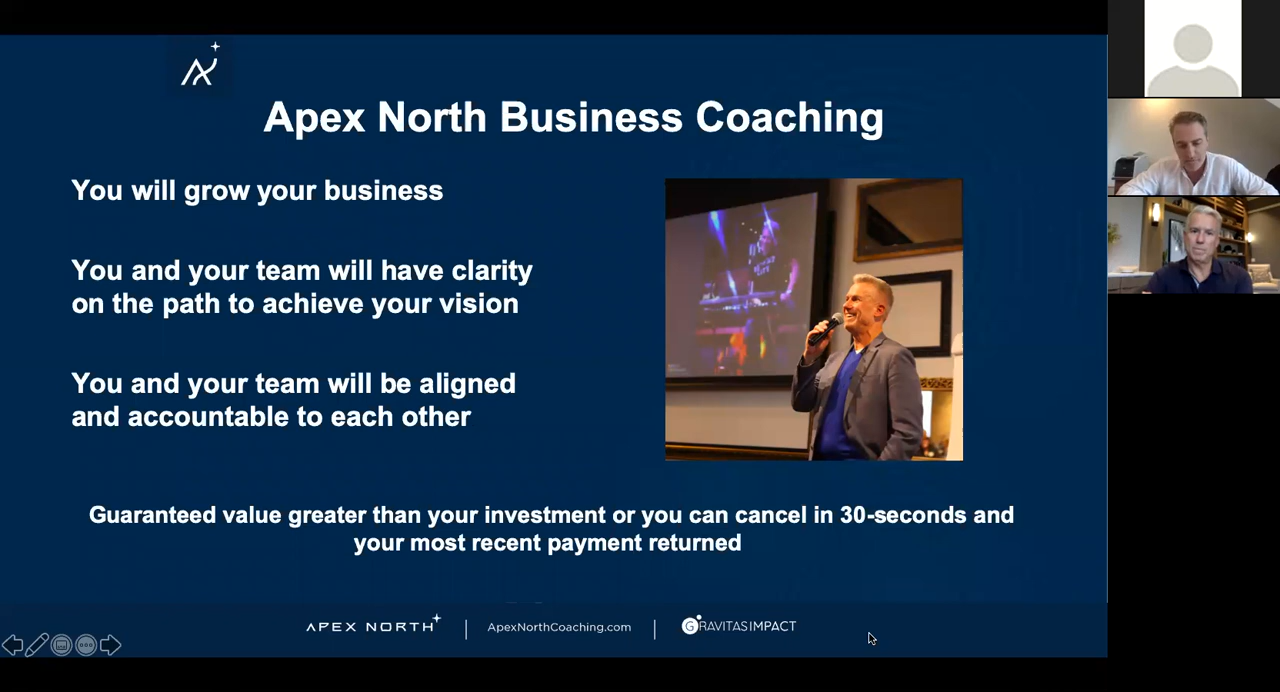 Apex North Business Coaching
You will grow your business
You and your team will have clarity
on the path to achieve your vision
You and your team will be aligned
and accountable to each other
Guaranteed value greater than your investment or you can cancel in 30-seconds and
your most recent payment returned
APEX NORTH
ApexNorthCoaching.com
GRAVITASIMPACT